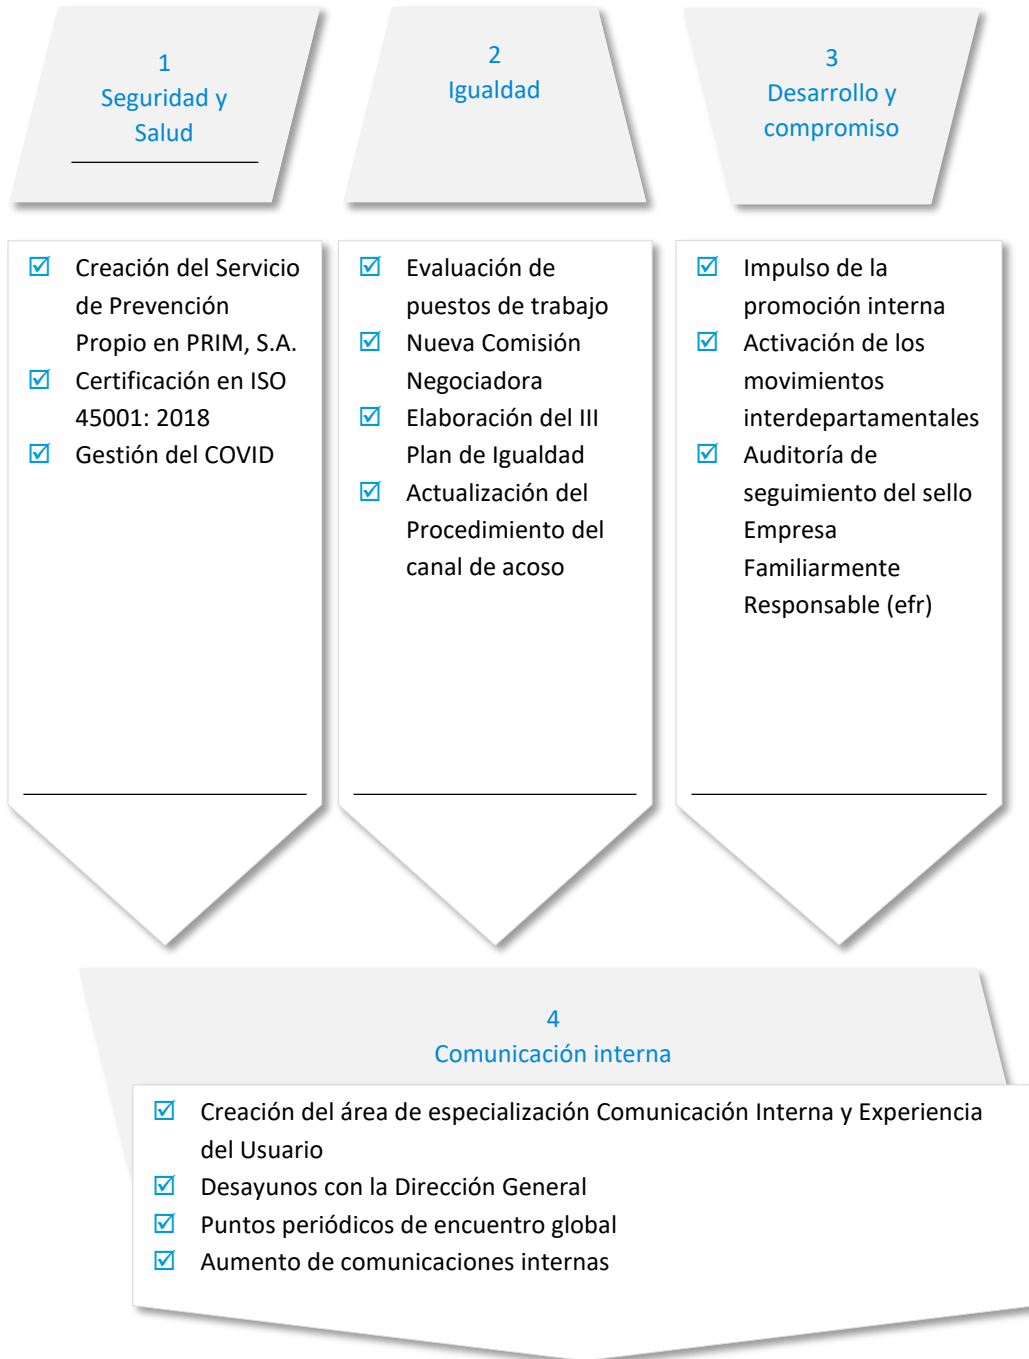 1
Seguridad y
Salud
2
Igualdad
3
Desarrollo y
compromiso
Creación del Servicio
de Prevención
Propio en PRIM, S.A.
Certificación en ISO
45001: 2018
Gestión del COVID
Evaluación de
puestos de trabajo
Nueva Comisión
Negociadora
Elaboración del III
Plan de Igualdad
Actualización del
Procedimiento del
canal de acoso
Impulso de la
promoción interna
Activación de los
movimientos
interdepartamentales
Auditoría de
seguimiento del sello
Empresa
Familiarmente
Responsable (efr)
4
Comunicación interna
Creación del área de especialización Comunicación Interna y Experiencia
del Usuario
Desayunos con la Dirección General
Puntos periódicos de encuentro global
Aumento de comunicaciones internas